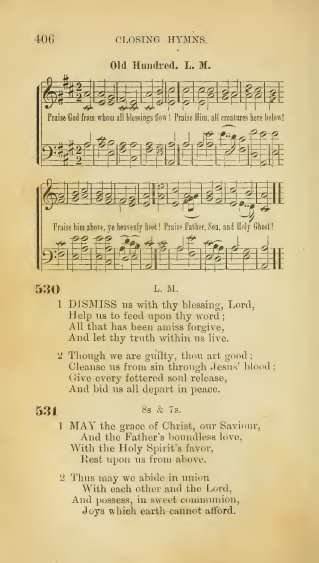 406 CLOSING HYMNS.
Old Hundred. L. M.
Praise God from whom all blessings flow! Praise Him, all creatures here below!
Praise him above, ye heavenly host! Praise Father, Son, and Holy Ghost!
530 L. M.
1 DISMISS us with thy blessing, Lord,
Help us to feed upon thy word;
All that has been amiss forgive,
And let thy truth within us live.
2 Though we are guilty, thou art good;
Cleanse us from sin through Jesus' blood;
Give every fettered soul release,
And bid us all depart in peace.
531 8s & 7s.
1 MAY the grace of Christ, our Saviour,
And the Father's boundless love,
With the Holy Spirit's favor,
Rest upon us from above.
2 Thus may we abide in union
With each other and the Lord,
And possess, in sweet communion,
Joys which earth cannot afford.